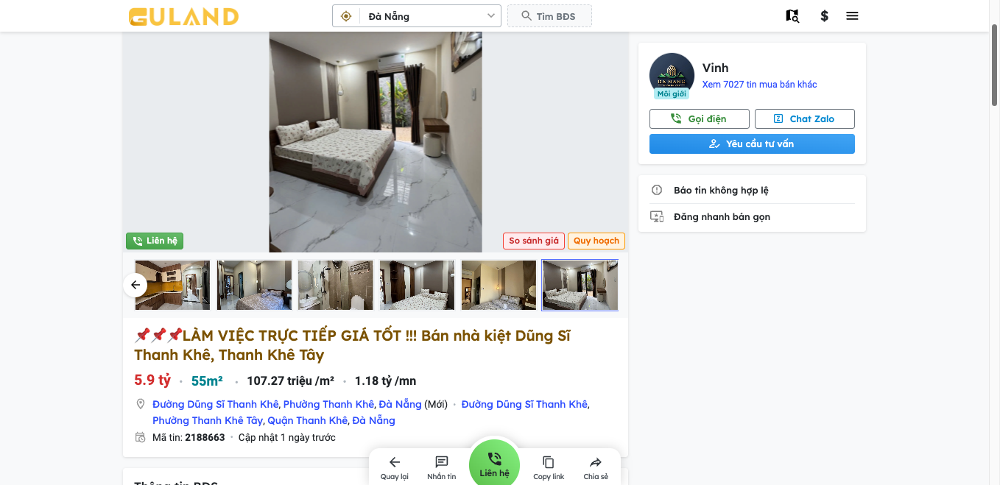 GULAND
Đà Nẵng
Tìm BĐS
Vinh
Xem 7027 tin mua bán khác
ĐÀ NẴNG
Môi giới
Gọi điện
Chat Zalo
Yêu cầu tư vấn
Báo tin không hợp lệ
Đăng nhanh bán gọn
Liên hệ
So sánh giá
Quy hoạch
📌📌📌LÀM VIỆC TRỰC TIẾP GIÁ TỐT !!! Bán nhà kiệt Dũng Sĩ
Thanh Khê, Thanh Khê Tây
5.9 tỷ · 55m² · 107.27 triệu /m² · 1.18 tỷ /mn
Đường Dũng Sĩ Thanh Khê, Phường Thanh Khê, Đà Nẵng (Mới) · Đường Dũng Sĩ Thanh Khê,
Phường Thanh Khê Tây, Quận Thanh Khê, Đà Nẵng
Mã tin: 2188663 · Cập nhật 1 ngày trước
Quay lại
Nhắn tin
Liên hệ
Copy link
Chia sẻ
Thông tin BĐS